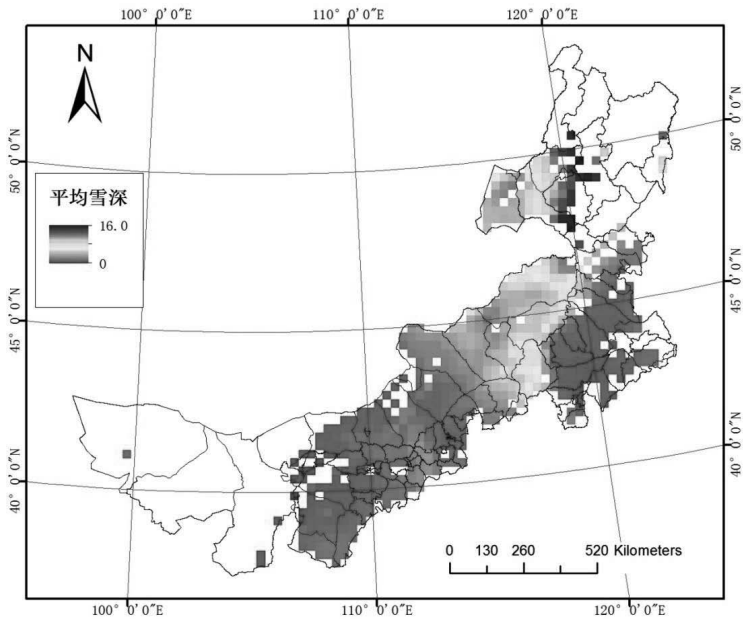 100° 0′ 0″E
110° 0′ 0″E
120° 0′ 0″E
N
50° 0′ 0″N
50° 0′ 0″N
平均雪深
16.0
0
45° 0′ 0″N
45° 0′ 0″N
40° 0′ 0″N
40° 0′ 0″N
0 130 260 520 Kilometers
100° 0′ 0″E
110° 0′ 0″E
120° 0′ 0″E